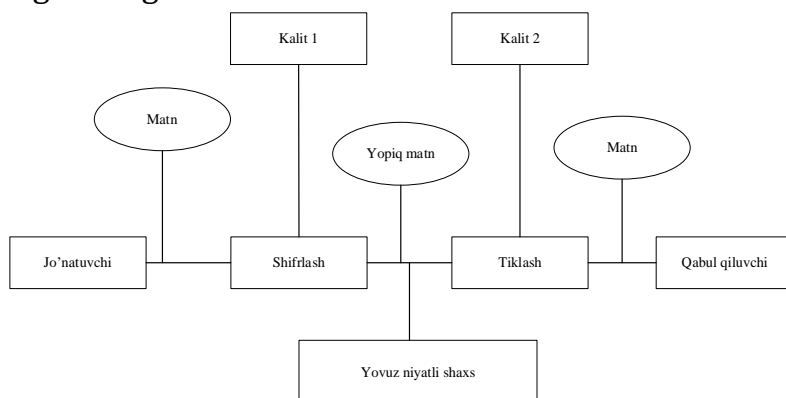 Kalit 1
Kalit 2
Matn
Yopiq matn
Matn
Jo’natuvchi
Shifrlash
Tiklash
Qabul qiluvchi
Yovuz niyatli shaxs